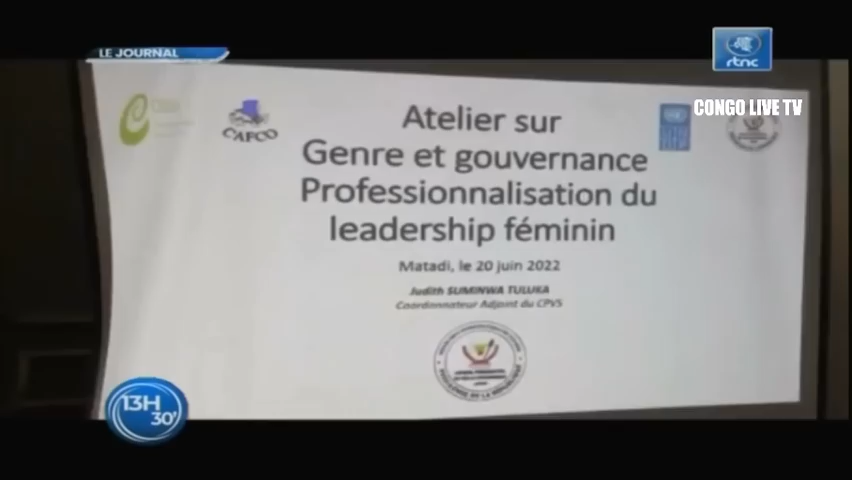 LE JOURNAL
rtnc
CONGO LIVE TV
CAFCO
Atelier sur
Genre et gouvernance
Professionnalisation du
leadership féminin
Matadi, le 20 juin 2022
Judith SUMINWA TULUKA
Coordonnateur Adjoint du CPVS
13H
30'